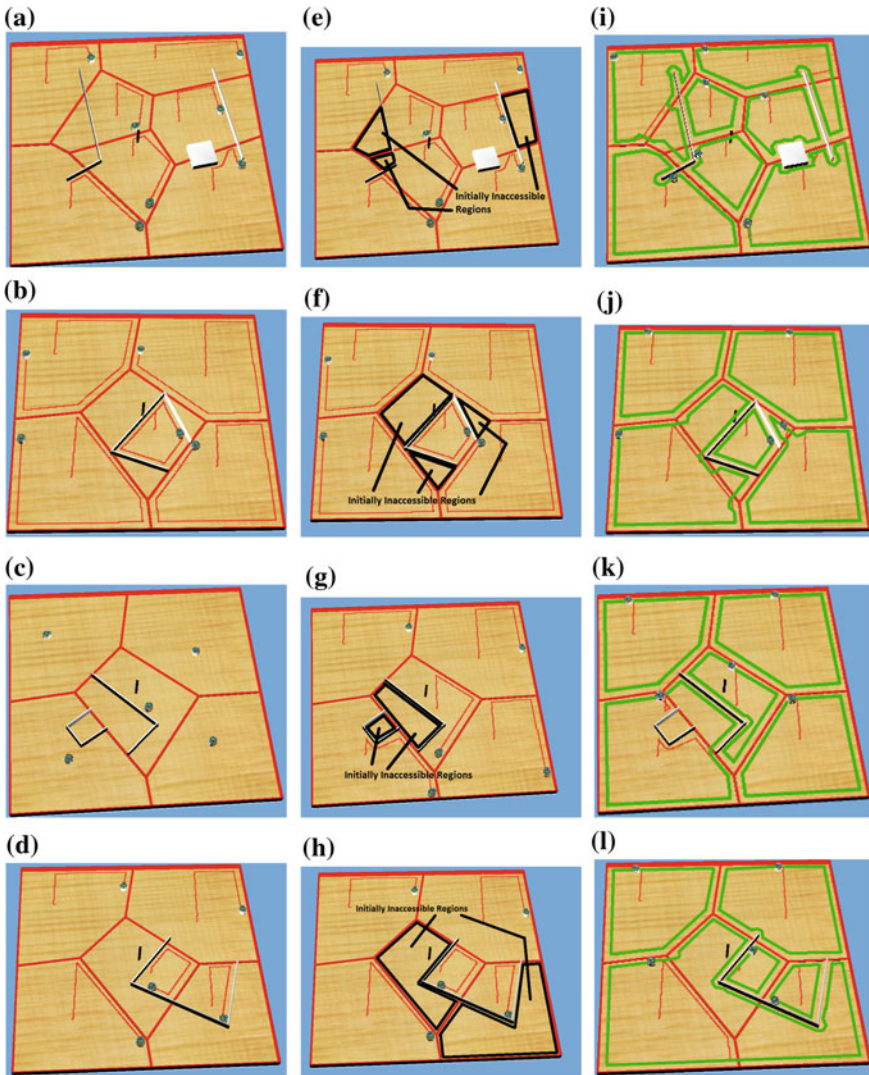 (a)
(e)
(i)
Initially Inaccessible
Regions
(b)
(f)
(j)
Initially Inaccessible Regions
(c)
(g)
(k)
Initially Inaccessible Regions
(d)
(h)
(l)
Initially Inaccessible Regions